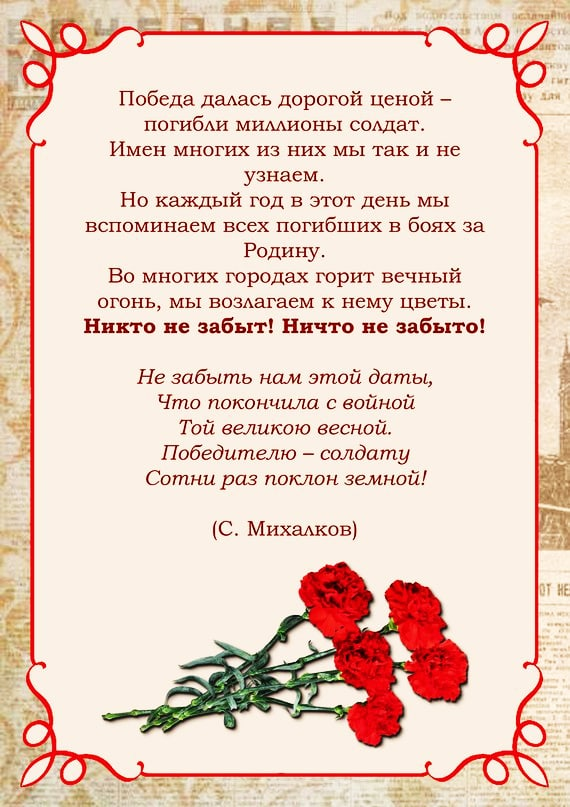 Победа далась дорогой ценой –
погибли миллионы солдат.
Имен многих из них мы так и не
узнаем.
Но каждый год в этот день мы
вспоминаем всех погибших в боях за
Родину.
Во многих городах горит вечный
огонь, мы возлагаем к нему цветы.
Никто не забыт! Ничто не забыто!
Не забыть нам этой даты,
Что покончила с войной
Той великою весной.
Победителю – солдату
Сотни раз поклон земной!
(С. Михалков)